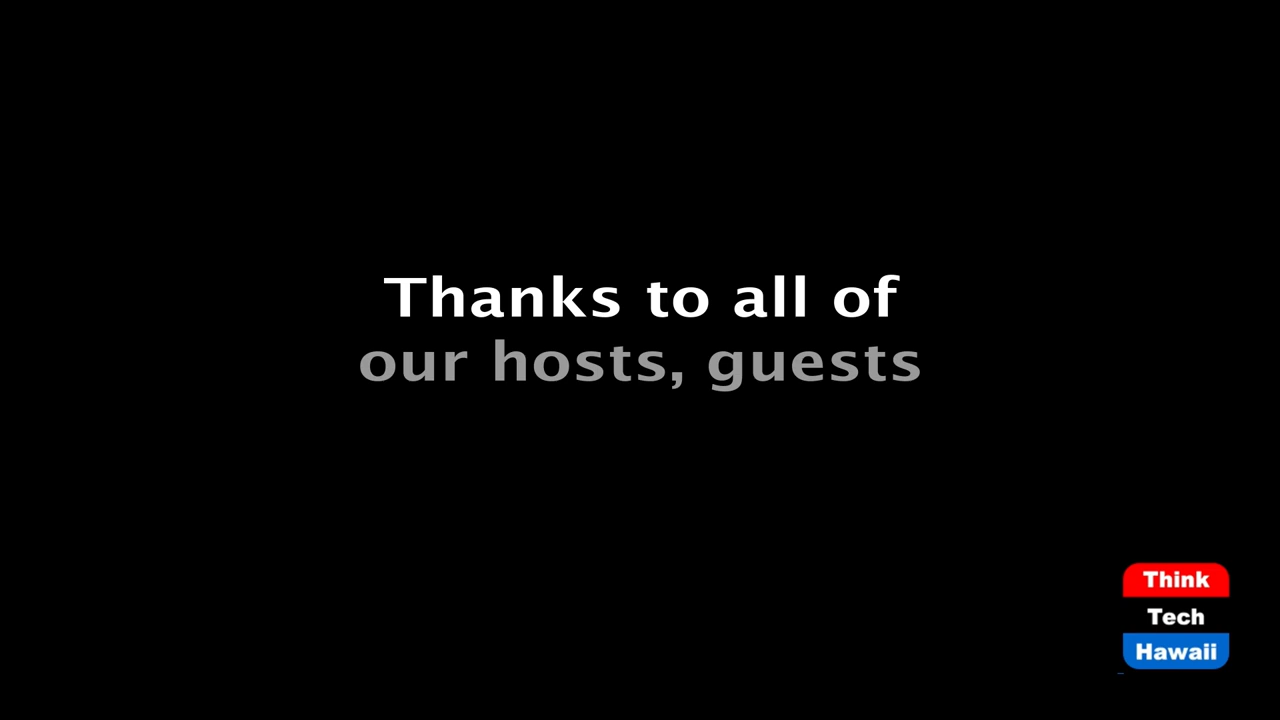 Thanks to all of
our hosts, guests
Think
Tech
Hawaii